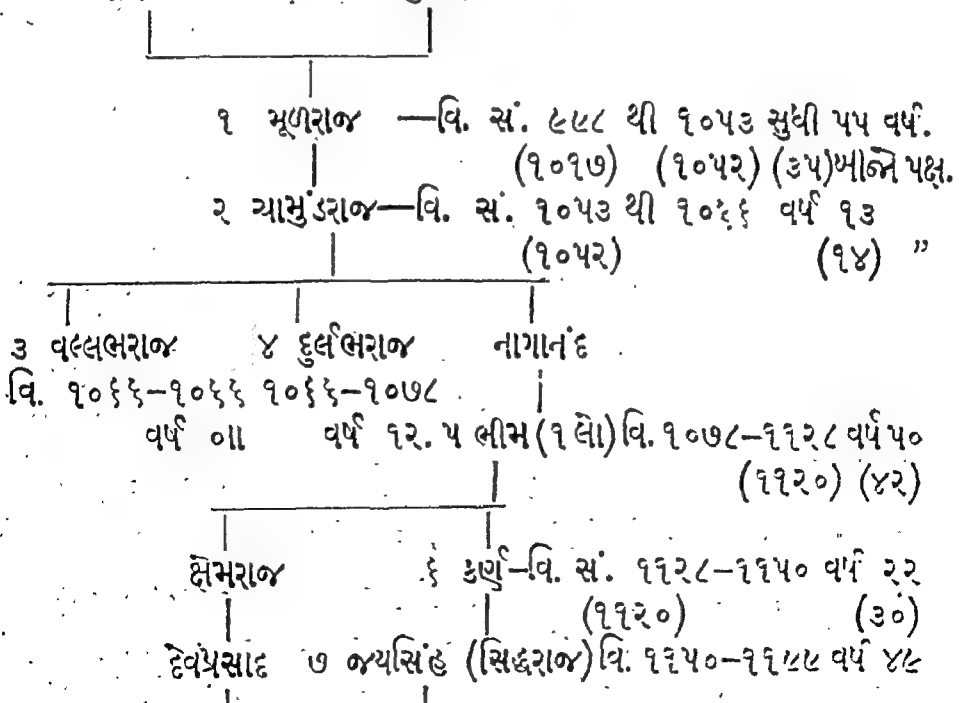 ૧ મૂળરાજ —વિ. સં. ૯૯૮ થી ૧૦૫૩ સુધી ૫૫ વર્ષ.
(૧૦૧૭) (૧૦૫૨) (૩૫)બીજો પક્ષ.
૨ ચામુંડરાજ—વિ. સં. ૧૦૫૩ થી ૧૦૬૬ વર્ષ ૧૩
(૧૦૫૨) (૧૪) ”
૩ વલ્લભરાજ ૪ દુર્લભરાજ નાગાનંદ
વિ. ૧૦૬૬–૧૦૬૬ ૧૦૬૬–૧૦૭૮
વર્ષ ૦ાા વર્ષ ૧૨. ૫ ભીમ(૧ લો) વિ. ૧૦૭૮–૧૧૨૮ વર્ષ ૫૦
(૧૧૨૦) (૪૨)
ક્ષેમરાજ ૬ કર્ણ–વિ. સં. ૧૧૨૮–૧૧૫૦ વર્ષ ૨૨
(૧૧૨૦) (૩૦)
દેવપ્રસાદ ૭ જયસિંહ (સિદ્ધરાજ) વિ. ૧૧૫૦–૧૧૯૯ વર્ષ ૪૯